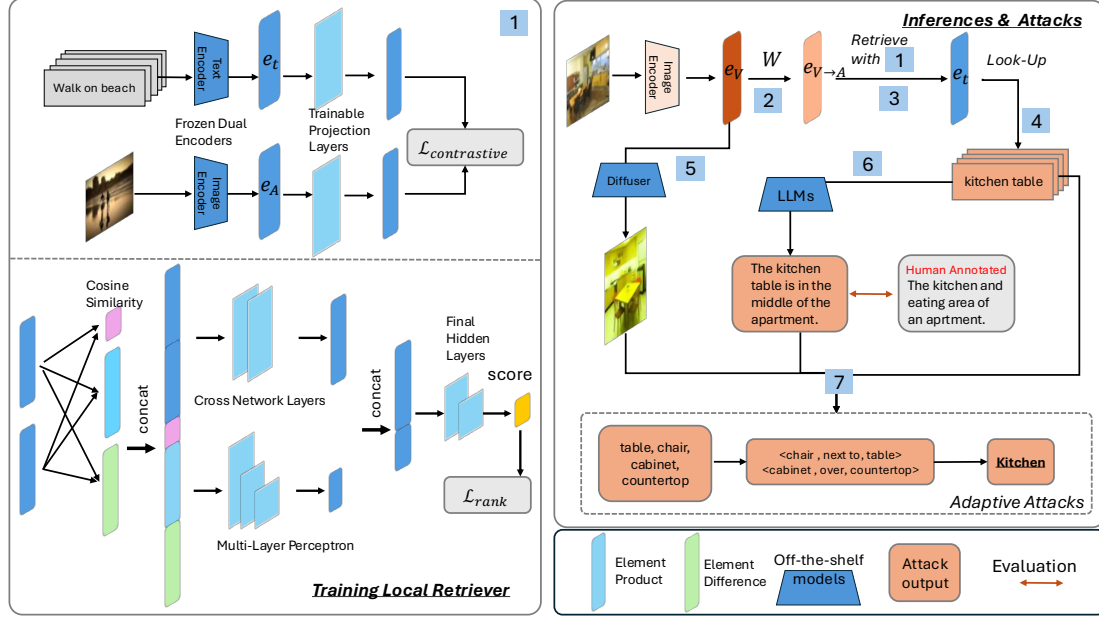 1
Walk on beach
Text
Encoder
e_t
Frozen Dual
Encoders
Trainable
Projection
Layers
ℒ_contrastive
Image
Encoder
e_A
Cosine
Similarity
concat
Cross Network Layers
Multi-Layer Perceptron
concat
Final
Hidden
Layers
score
ℒ_rank
Training Local Retriever
Inferences & Attacks
Image
Encoder
e_V
W
2
e_{V→A}
Retrieve
with 1
3
e_t
Look-Up
4
kitchen table
5
Diffuser
6
LLMs
The kitchen
table is in the
middle of the
apartment.
Human Annotated
The kitchen and
eating area of
an aprtment.
7
table, chair,
cabinet,
countertop
<chair , next to, table>
<cabinet , over, countertop>
Kitchen
Adaptive Attacks
Element
Product
Element
Difference
Off-the-shelf
models
Attack
output
Evaluation